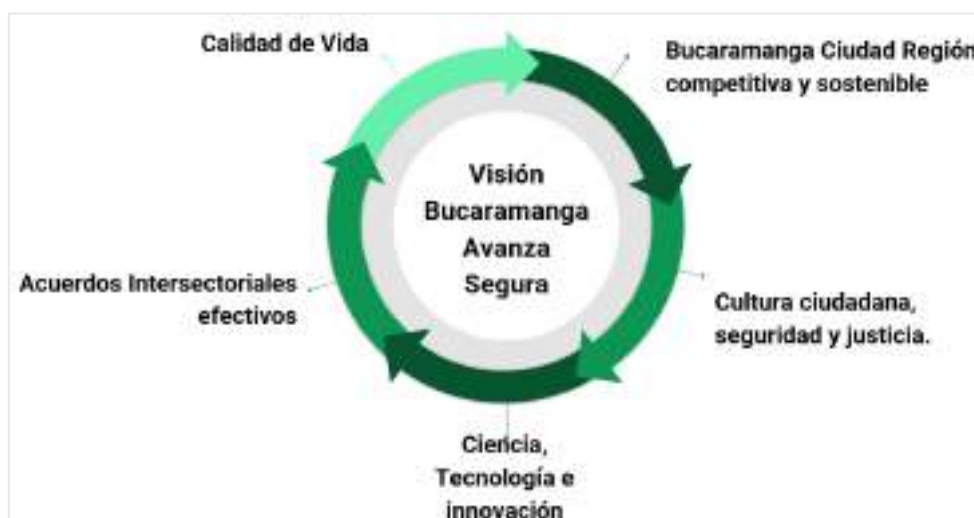 Calidad de Vida
Bucaramanga Ciudad Región
competitiva y sostenible
Visión
Bucaramanga
Avanza
Segura
Acuerdos Intersectoriales
efectivos
Cultura ciudadana,
seguridad y justicia.
Ciencia,
Tecnología e
innovación